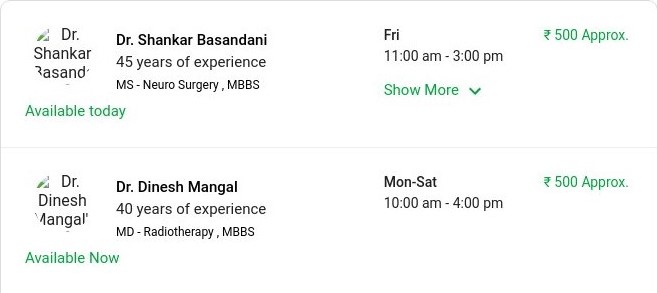 Dr.
Shankar
Basand
Dr. Shankar Basandani
45 years of experience
MS - Neuro Surgery , MBBS
Available today
Fri
11:00 am - 3:00 pm
Show More
₹ 500 Approx.
Dr.
Dinesh
Mangal'
Dr. Dinesh Mangal
40 years of experience
MD - Radiotherapy , MBBS
Available Now
Mon-Sat
10:00 am - 4:00 pm
₹ 500 Approx.